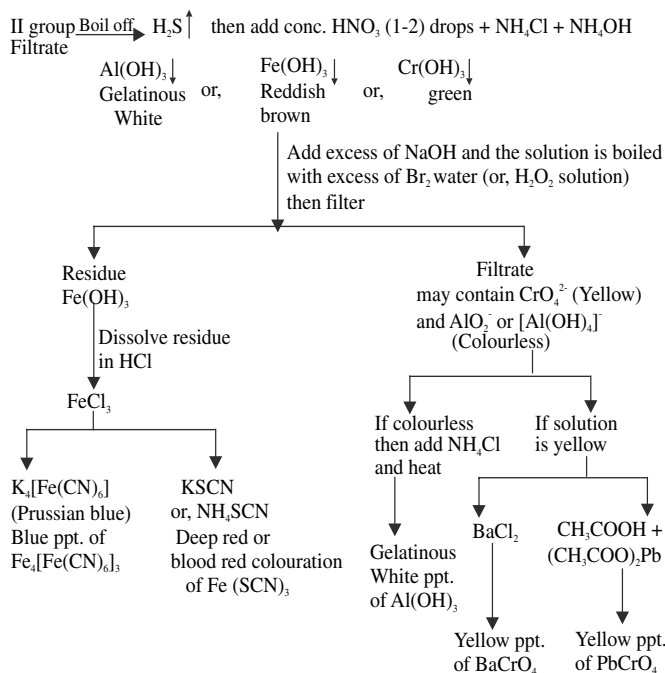 II group Boil off H₂S↑ then add conc. HNO₃ (1-2) drops + NH₄Cl + NH₄OH
Filtrate
Al(OH)₃↓ or, Fe(OH)₃↓ or, Cr(OH)₃↓
Gelatinous Reddish green
White brown
Add excess of NaOH and the solution is boiled
with excess of Br₂ water (or, H₂O₂ solution)
then filter
Residue
Fe(OH)₃
Dissolve residue
in HCl
FeCl₃
K₄[Fe(CN)₆]
(Prussian blue)
Blue ppt. of
Fe₄[Fe(CN)₆]₃
KSCN
or, NH₄SCN
Deep red or
blood red colouration
of Fe (SCN)₃
Filtrate
may contain CrO₄²⁻ (Yellow)
and AlO₂⁻ or [Al(OH)₄]⁻
(Colourless)
If colourless
then add NH₄Cl
and heat
Gelatinous
White ppt.
of Al(OH)₃
If solution
is yellow
BaCl₂
Yellow ppt.
of BaCrO₄
CH₃COOH +
(CH₃COO)₂Pb
Yellow ppt.
of PbCrO₄